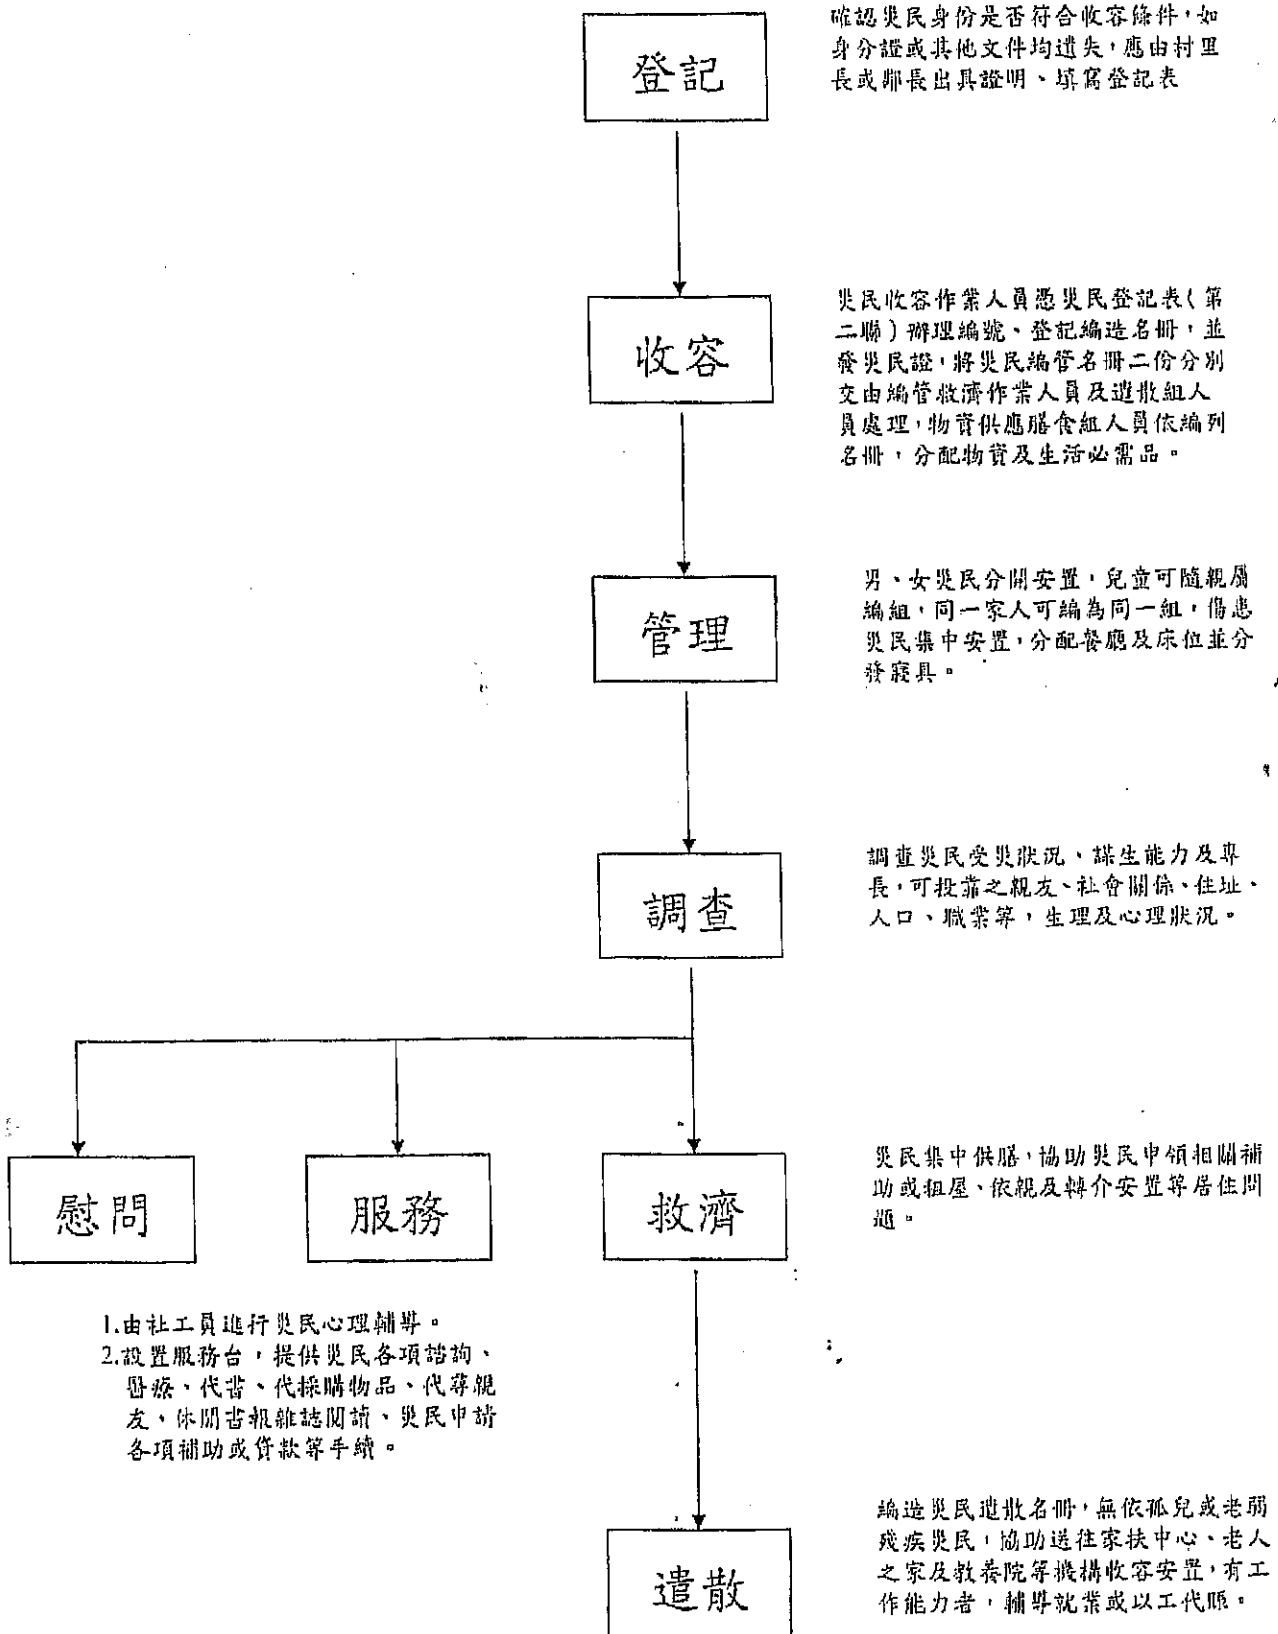 登記
確認災民身份是否符合收容條件，如
身分證或其他文件均遺失，應由村里
長或鄰長出具證明、填寫登記表
收容
災民收容作業人員憑災民登記表（第
二聯）辦理編號、登記編造名冊，並
發災民證，將災民編管名冊二份分別
交由編管救濟作業人員及遣散組人
員處理，物資供應膳食組人員依編列
名冊，分配物資及生活必需品。
管理
男、女災民分開安置，兒童可隨親屬
編組，同一家人可編為同一組，傷患
災民集中安置，分配餐廳及床位並分
發寢具。
調查
調查災民受災狀況、謀生能力及專
長，可投靠之親友、社會關係、住址、
人口、職業等，生理及心理狀況。
慰問
服務
救濟
災民集中供膳，協助災民申領相關補
助或租屋、依親及轉介安置等居住問
題。
1.由社工員進行災民心理輔導。
2.設置服務台，提供災民各項諮詢、
醫療、代書、代採購物品、代尋親
友，休閒書報雜誌閱讀、災民申請
各項補助或貸款等手續。
遣散
編造災民遣散名冊，無依孤兒或老弱
殘疾災民，協助送往家扶中心、老人
之家及教養院等機構收容安置，有工
作能力者，輔導就業或以工代賑。